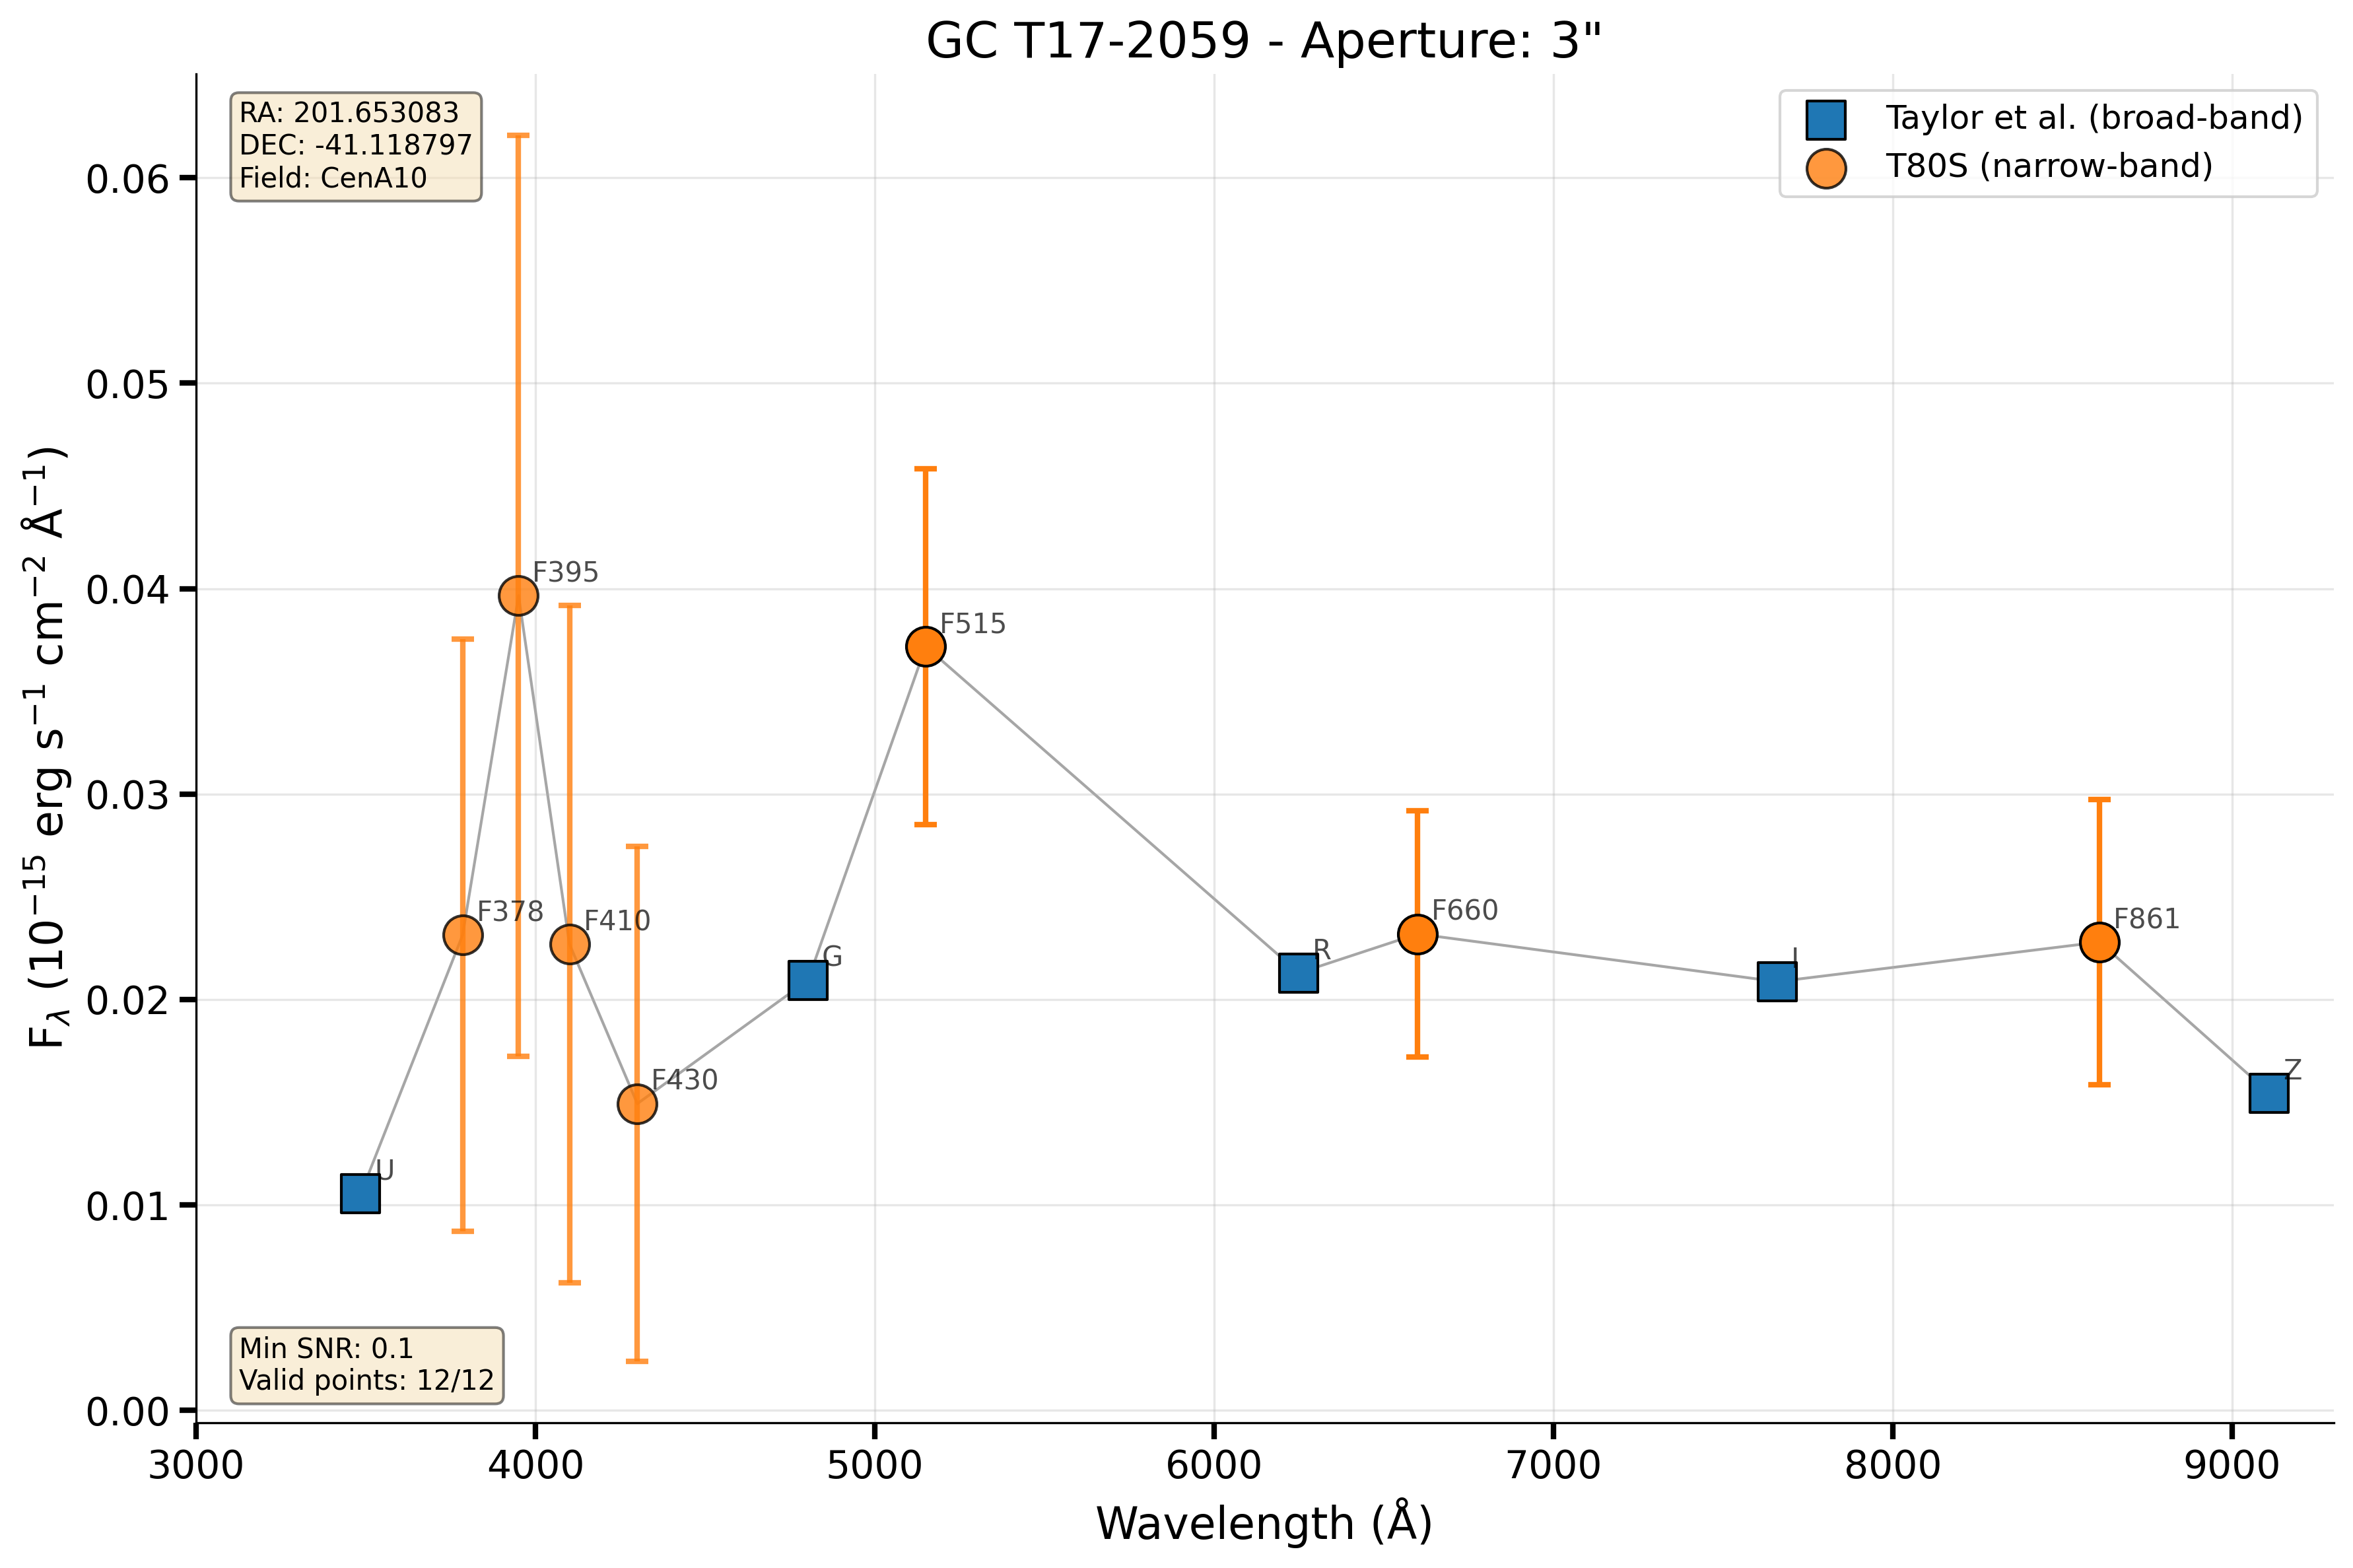 GC T17-2059 - Aperture: 3"
RA: 201.653083
DEC: -41.118797
Field: CenA10
Taylor et al. (broad-band)
T80S (narrow-band)
F_λ (10⁻¹⁵ erg s⁻¹ cm⁻² Å⁻¹)
0.06
0.05
0.04
0.03
0.02
0.01
0.00
F395
F515
F378
F410
F660
F861
G
R
I
F430
Z
U
Min SNR: 0.1
Valid points: 12/12
3000
4000
5000
6000
7000
8000
9000
Wavelength (Å)